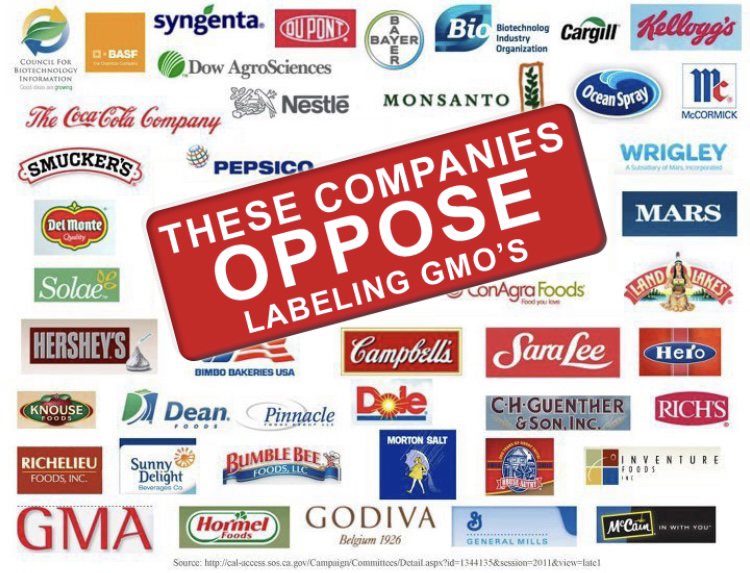 COUNCIL FOR
BIOTECHNOLOGY
INFORMATION
Good ideas are growing
BASF
The Chemical Company
syngenta
DUPONT
BAYER
BAYER
Bio
Biotechnology
Industry
Organization
Cargill
Kellogg's
Dow AgroSciences
The Coca-Cola Company
Nestlé
MONSANTO
Ocean Spray
Mc
McCORMICK
SMUCKER'S
PEPSICO
WRIGLEY
A Subsidiary of Mars, Incorporated
THESE COMPANIES
OPPOSE
LABELING GMO'S
Del Monte
Quality
MARS
Solae
ConAgra Foods
Food you love
LAND O LAKES
HERSHEY'S
BIMBO BAKERIES USA
Campbell's
Sara Lee
Hero
KNOUSE
FOODS
Dean
FOODS
Pinnacle
FOODS GROUP LLC
Dole
C·H·GUENTHER
& SON, INC.
RICH'S
RICHELIEU
FOODS, INC.
Sunny
Delight
Beverages Co.
BUMBLE BEE
FOODS, LLC
MORTON SALT
INVENTURE
FOODS
INC
GMA
Hormel
Foods
GODIVA
Belgium 1926
GENERAL MILLS
McCain
IN WITH YOU
Source: http://cal-access.sos.ca.gov/Campaign/Committees/Detail.aspx?id=1344135&session=2011&view=late1